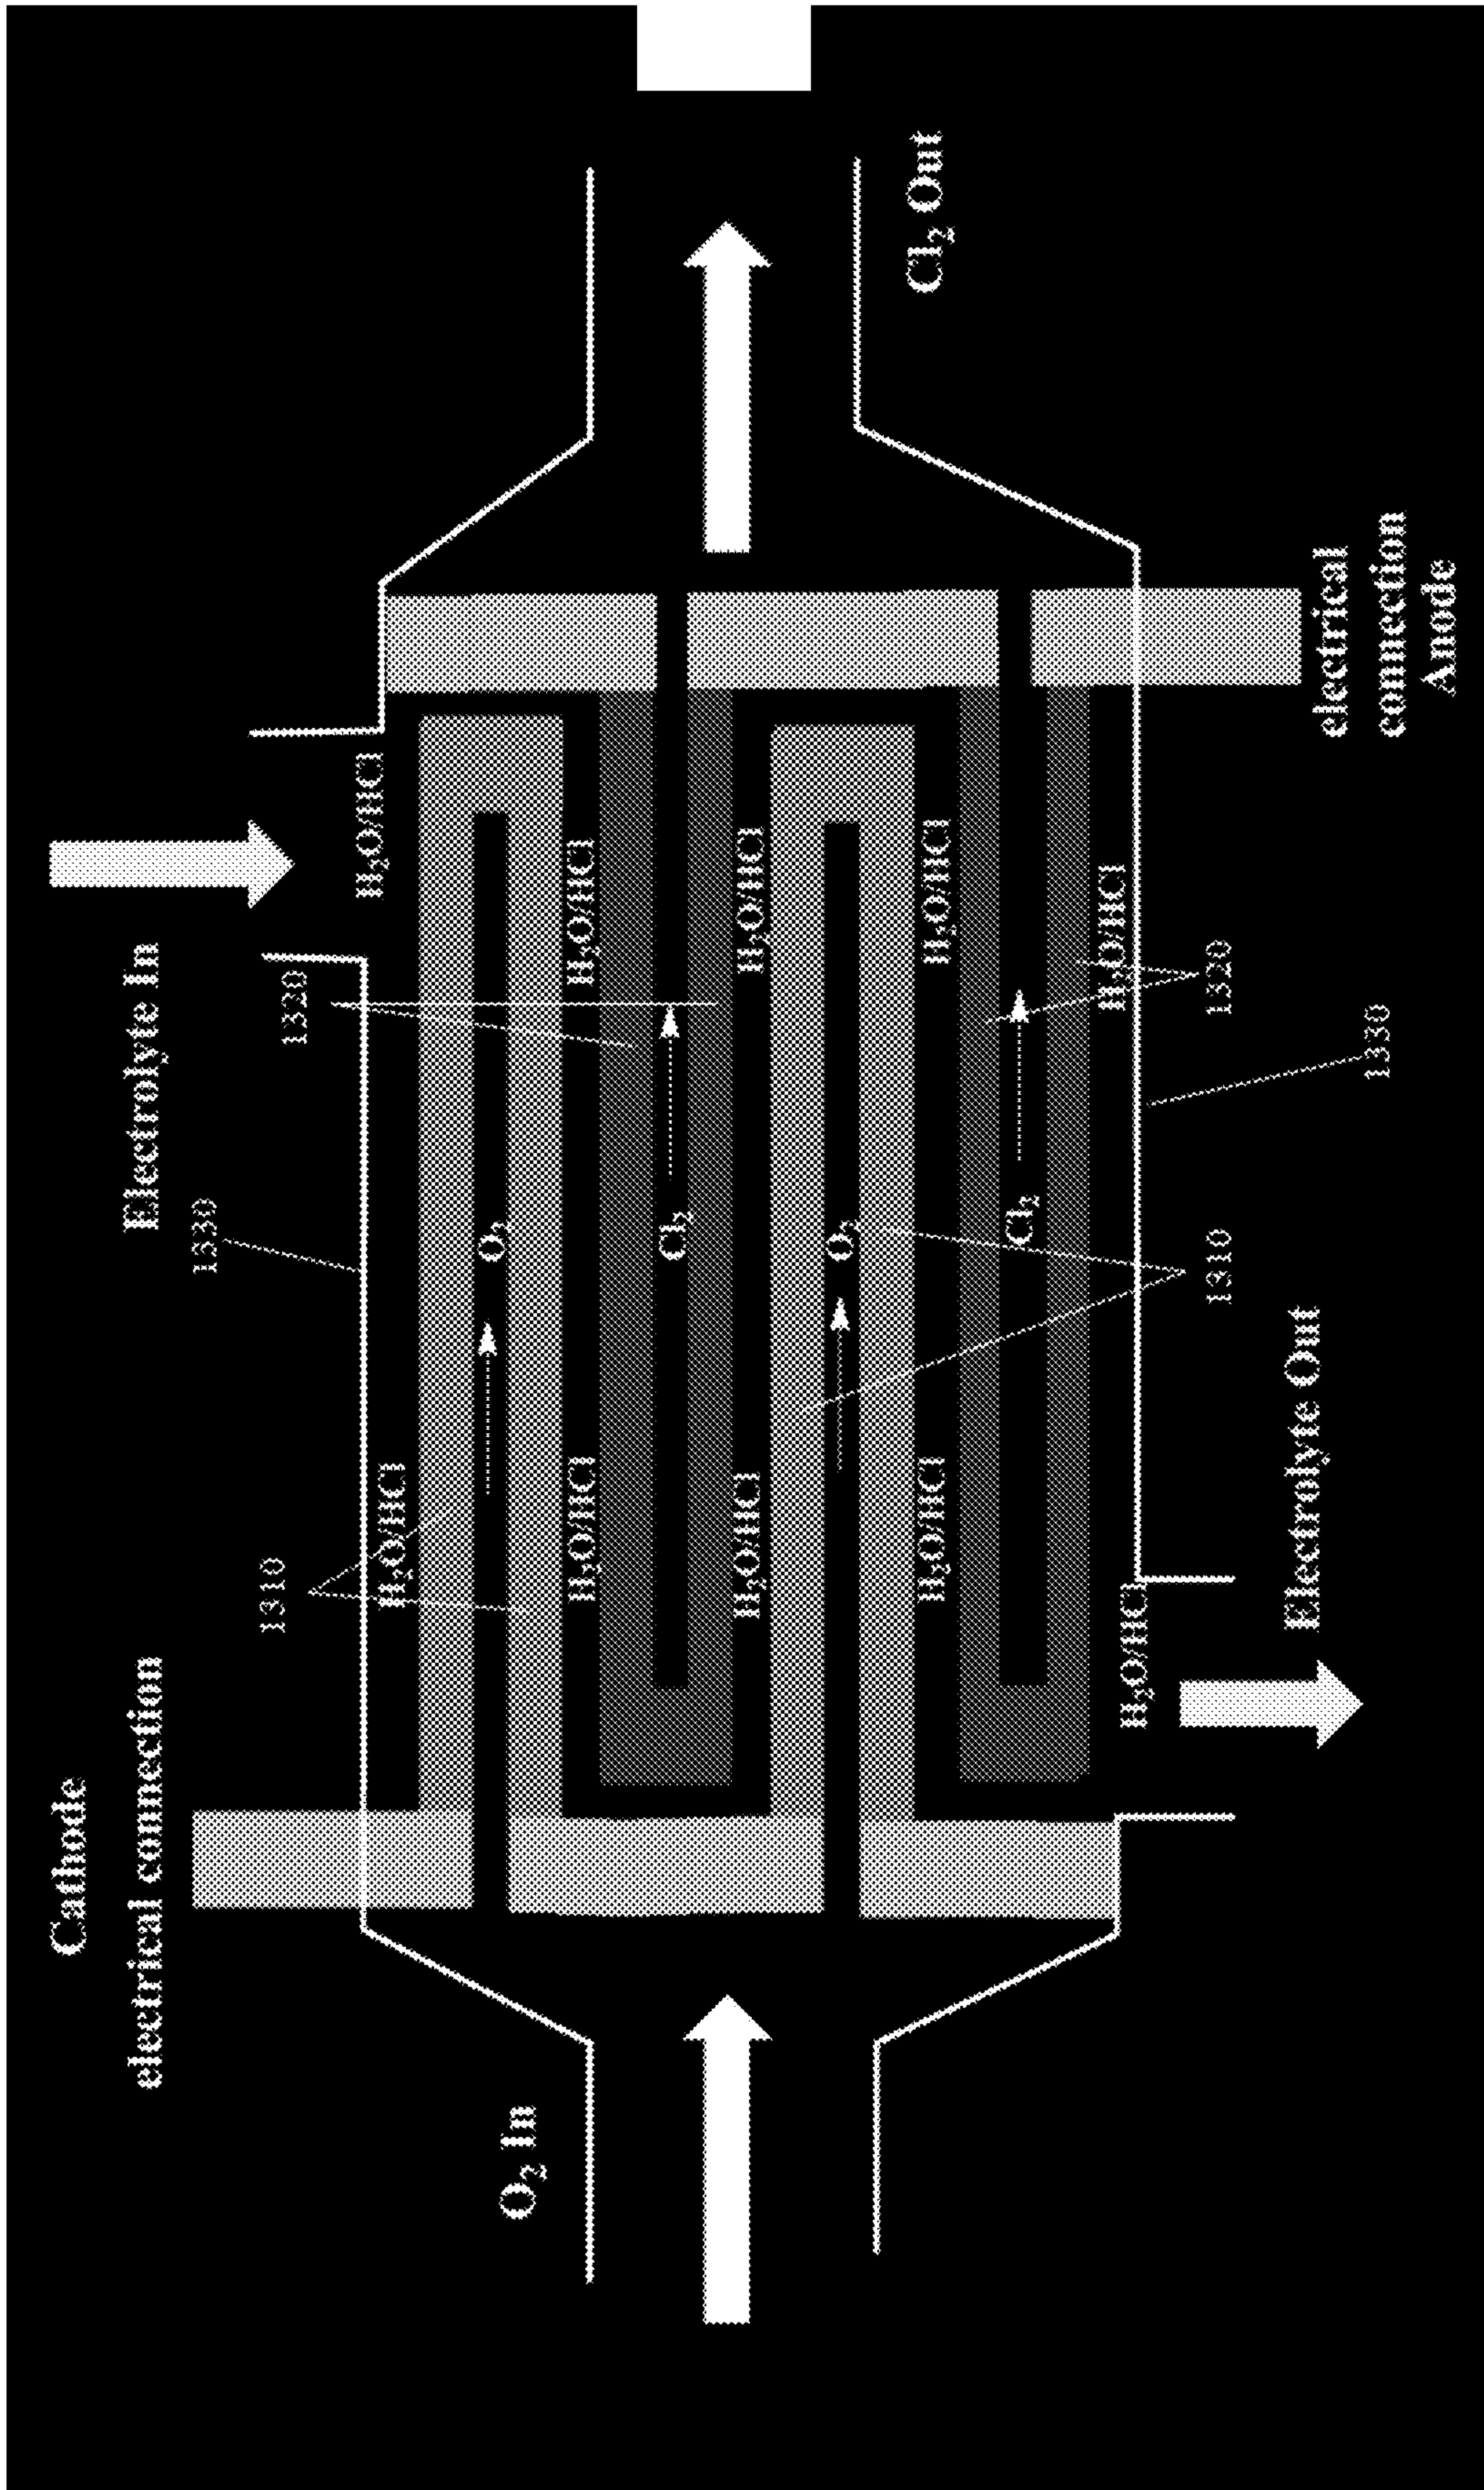 Cathode
electrical connection
Electrolyte In
1330
1310
1320
H₂O/HCl
H₂O/HCl
O₂ In
O₂
H₂O/HCl
H₂O/HCl
Cl₂
H₂O/HCl
H₂O/HCl
O₂
Cl₂ Out
H₂O/HCl
H₂O/HCl
Cl₂
H₂O/HCl
H₂O/HCl
1310
1320
Electrolyte Out
1330
electrical
connection
Anode